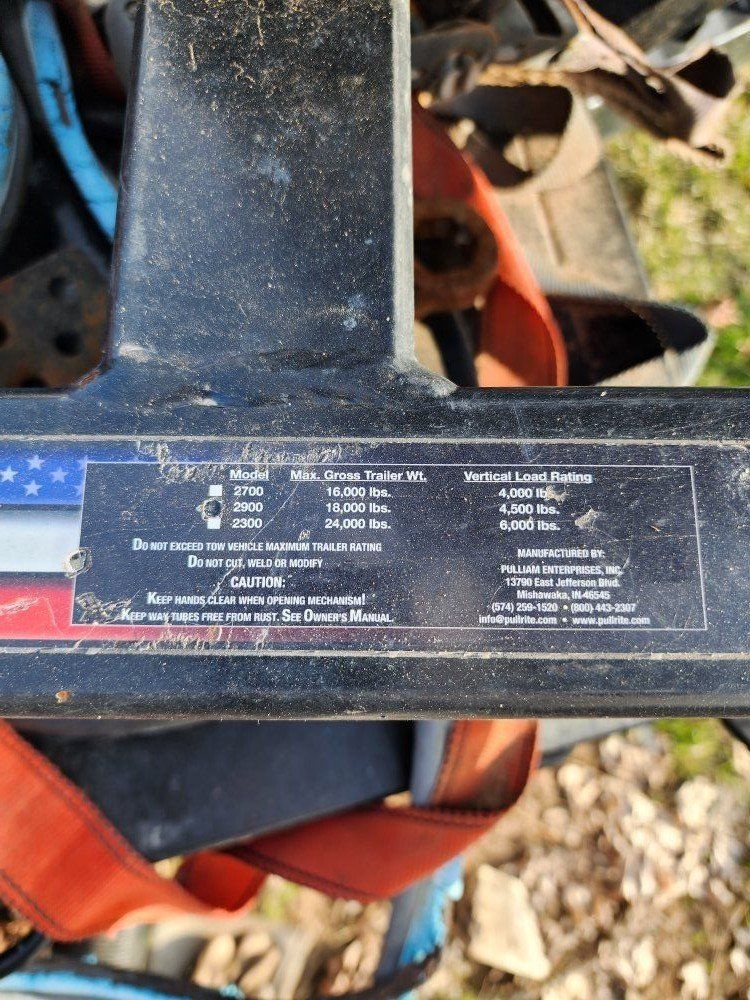 Model Max. Gross Trailer Wt. Vertical Load Rating
2700 16,000 lbs. 4,000 lbs.
2900 18,000 lbs. 4,500 lbs.
2300 24,000 lbs. 6,000 lbs.
DO NOT EXCEED TOW VEHICLE MAXIMUM TRAILER RATING
DO NOT CUT, WELD OR MODIFY
CAUTION:
KEEP HANDS CLEAR WHEN OPENING MECHANISM!
KEEP WAY TUBES FREE FROM RUST. SEE OWNER'S MANUAL.
MANUFACTURED BY:
PULLIAM ENTERPRISES, INC.
13790 East Jefferson Blvd.
Mishawaka, IN 46545
(574) 259-1520 • (800) 443-2307
info@pullrite.com • www.pullrite.com